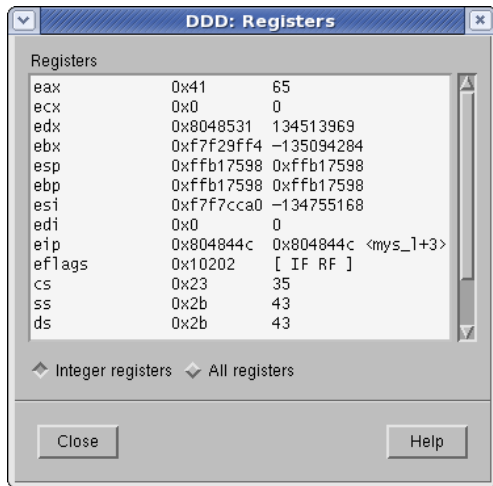 DDD: Registers
Registers
eax 0x41 65
ecx 0x0 0
edx 0x8048531 134513969
ebx 0xf7f29ff4 -135094284
esp 0xffb17598 0xffb17598
ebp 0xffb17598 0xffb17598
esi 0xf7f7cca0 -134755168
edi 0x0 0
eip 0x804844c 0x804844c <mys_l+3>
eflags 0x10202 [ IF RF ]
cs 0x23 35
ss 0x2b 43
ds 0x2b 43
Integer registers All registers
Close Help